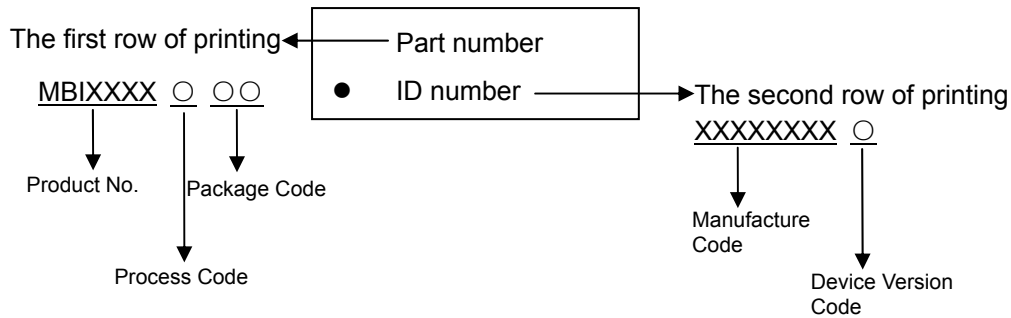 The first row of printing
Part number
● ID number
MBIXXXX ○ ○○
The second row of printing
XXXXXXXX ○
Product No.
Package Code
Process Code
Manufacture
Code
Device Version
Code